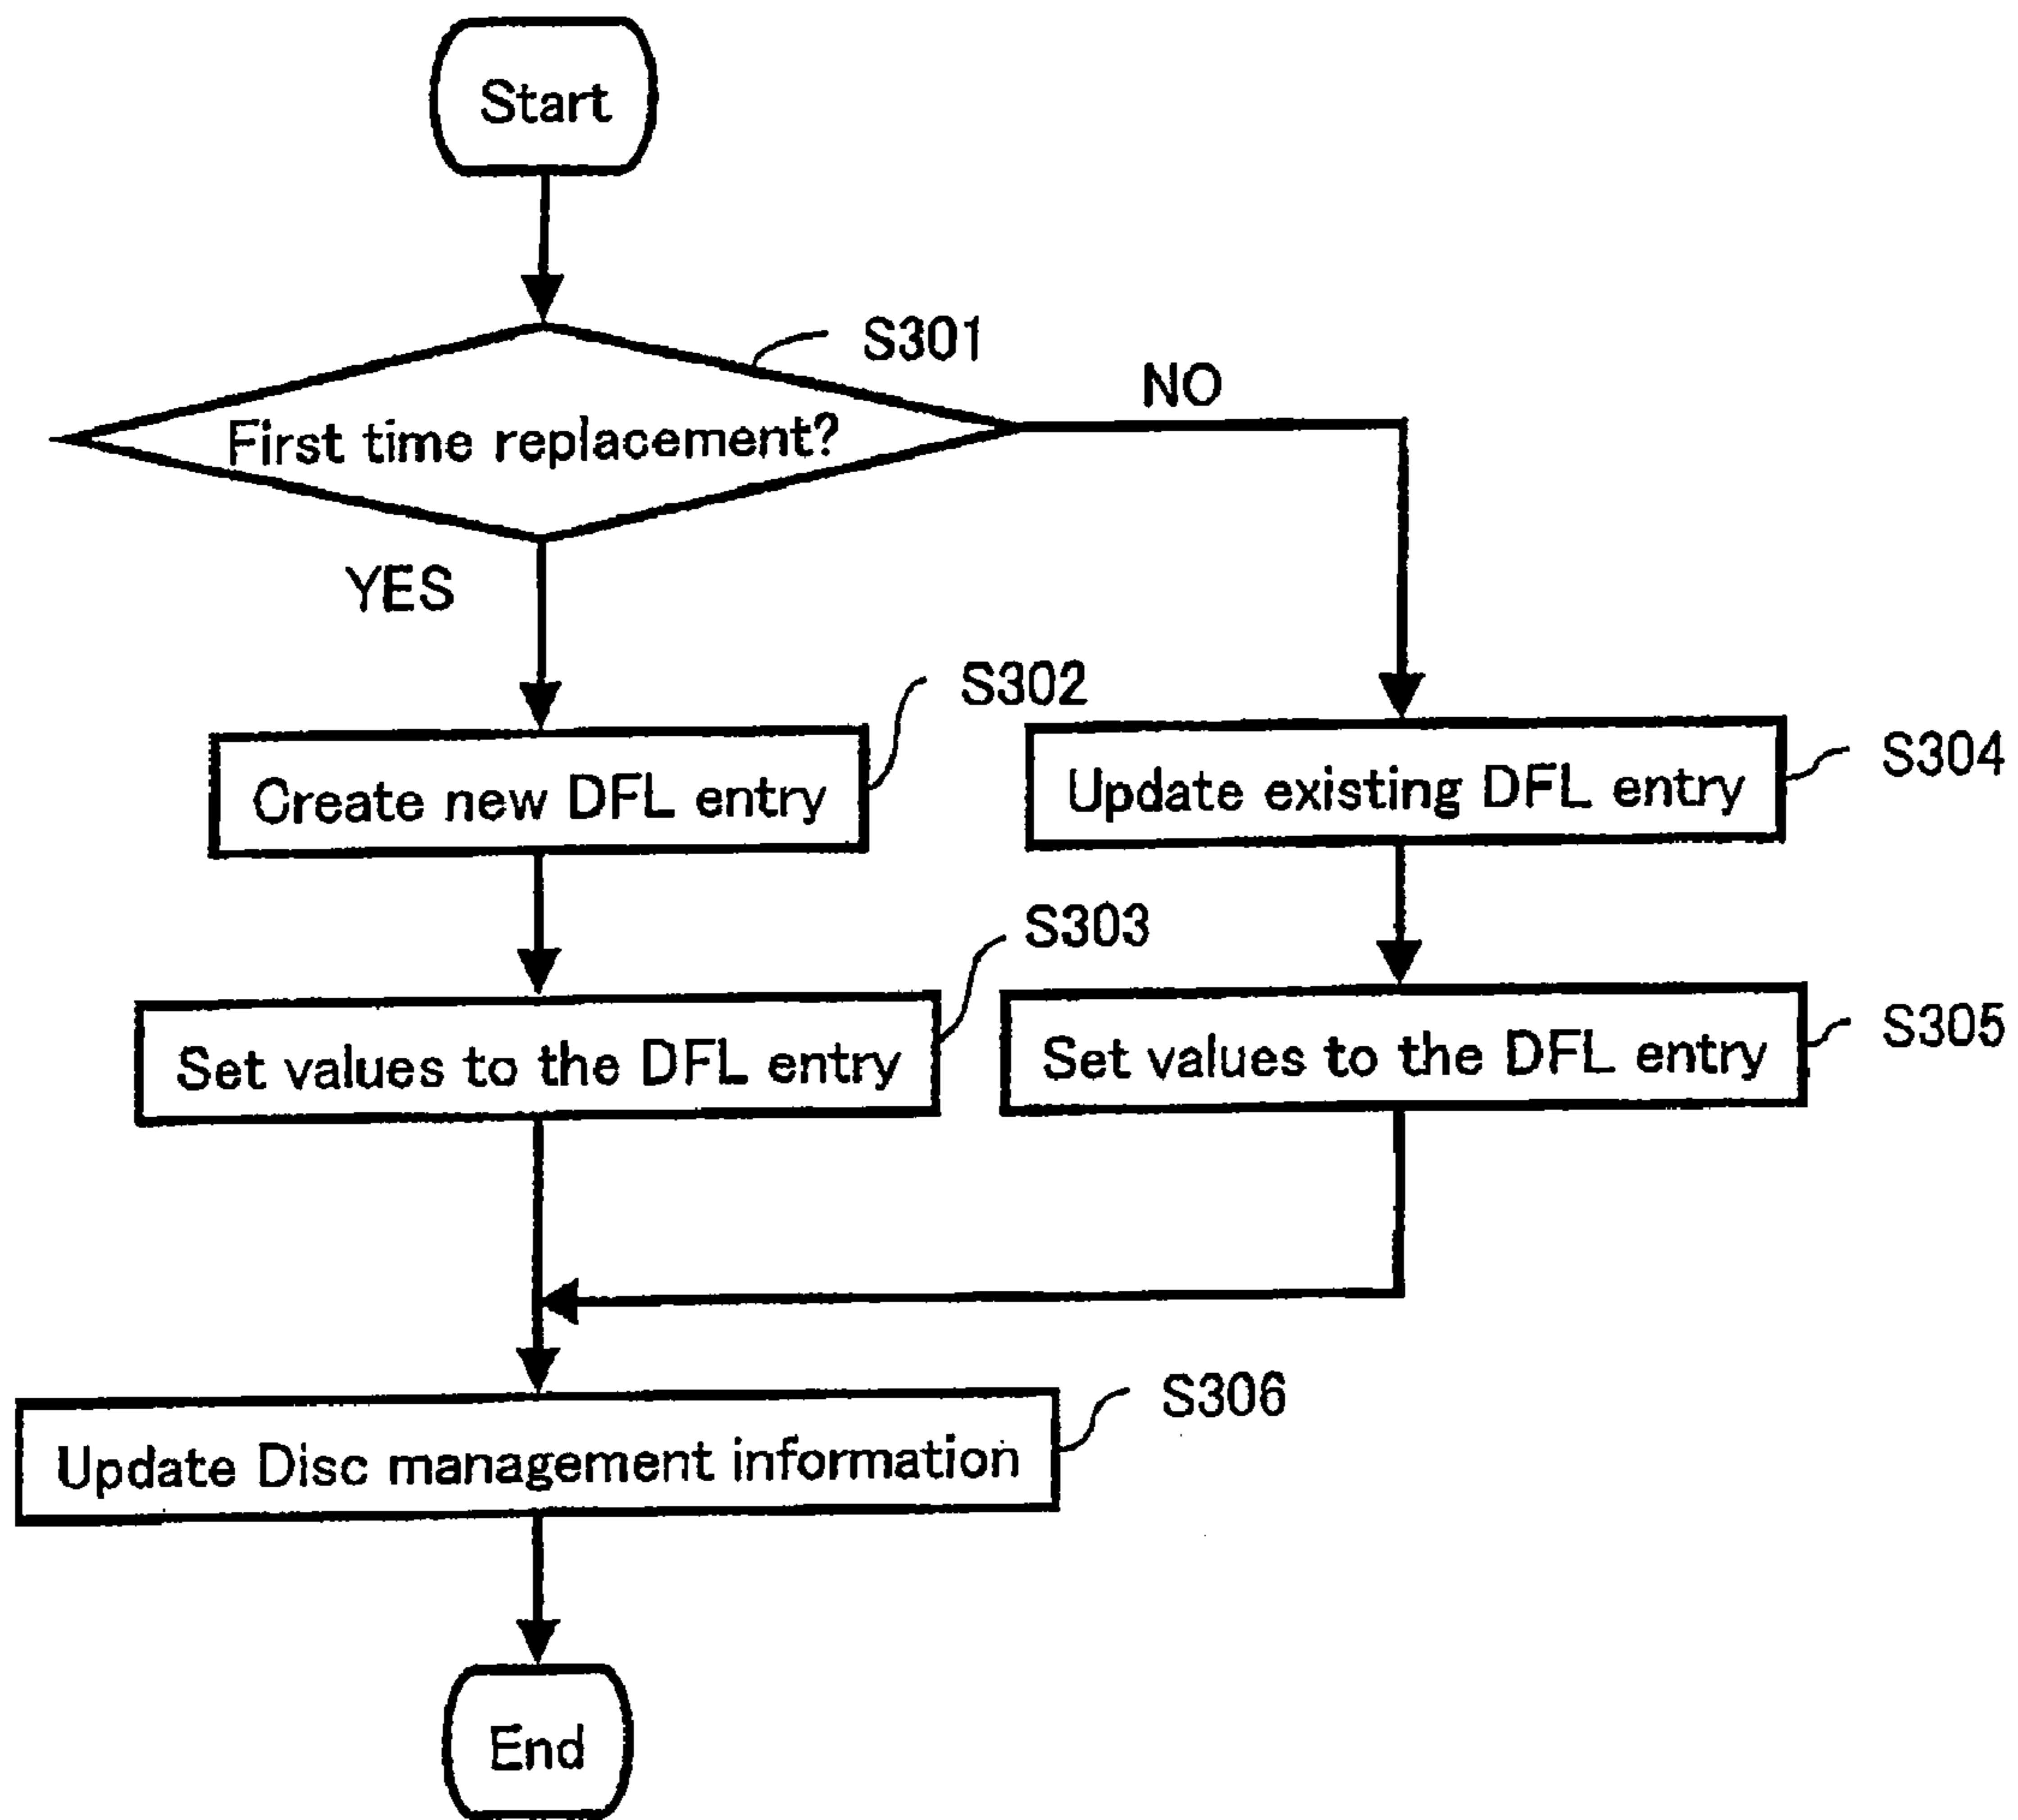 Start
S301
First time replacement?
NO
YES
S302
Create new DFL entry
S304
Update existing DFL entry
S303
Set values to the DFL entry
S305
Set values to the DFL entry
S306
Update Disc management information
End